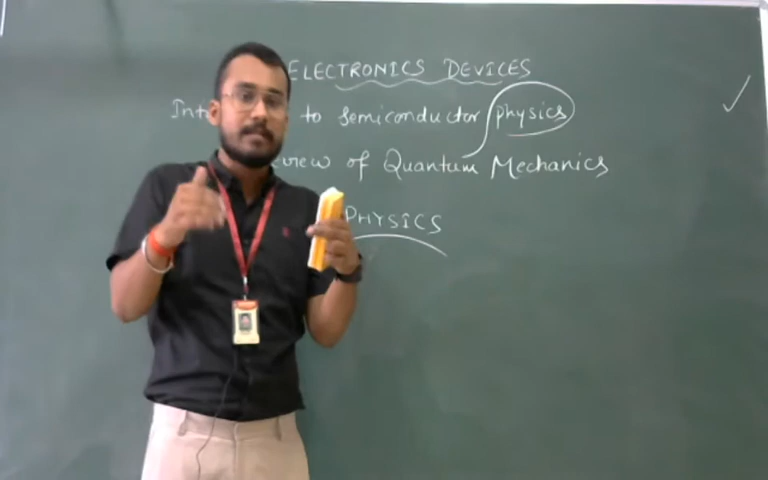 ELECTRONICS DEVICES
to semiconductor physics
of Quantum Mechanics
PHYSICS